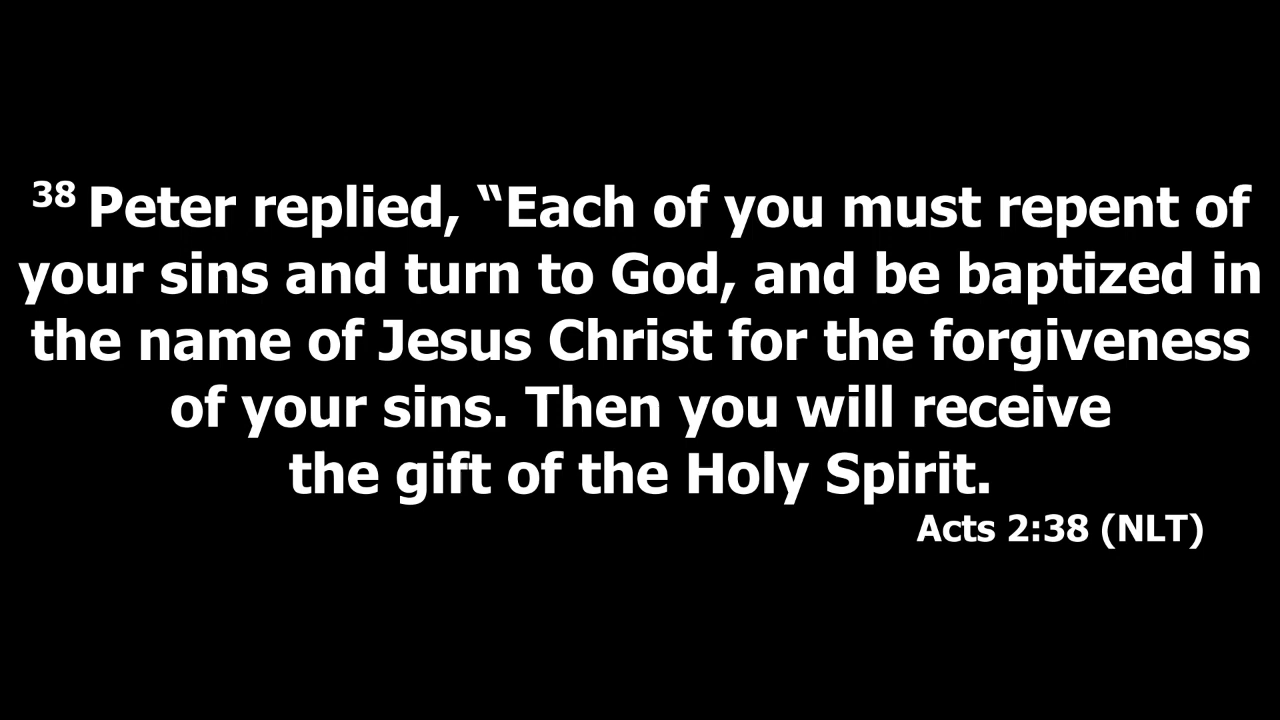 38 Peter replied, “Each of you must repent of
your sins and turn to God, and be baptized in
the name of Jesus Christ for the forgiveness
of your sins. Then you will receive
the gift of the Holy Spirit.
Acts 2:38 (NLT)